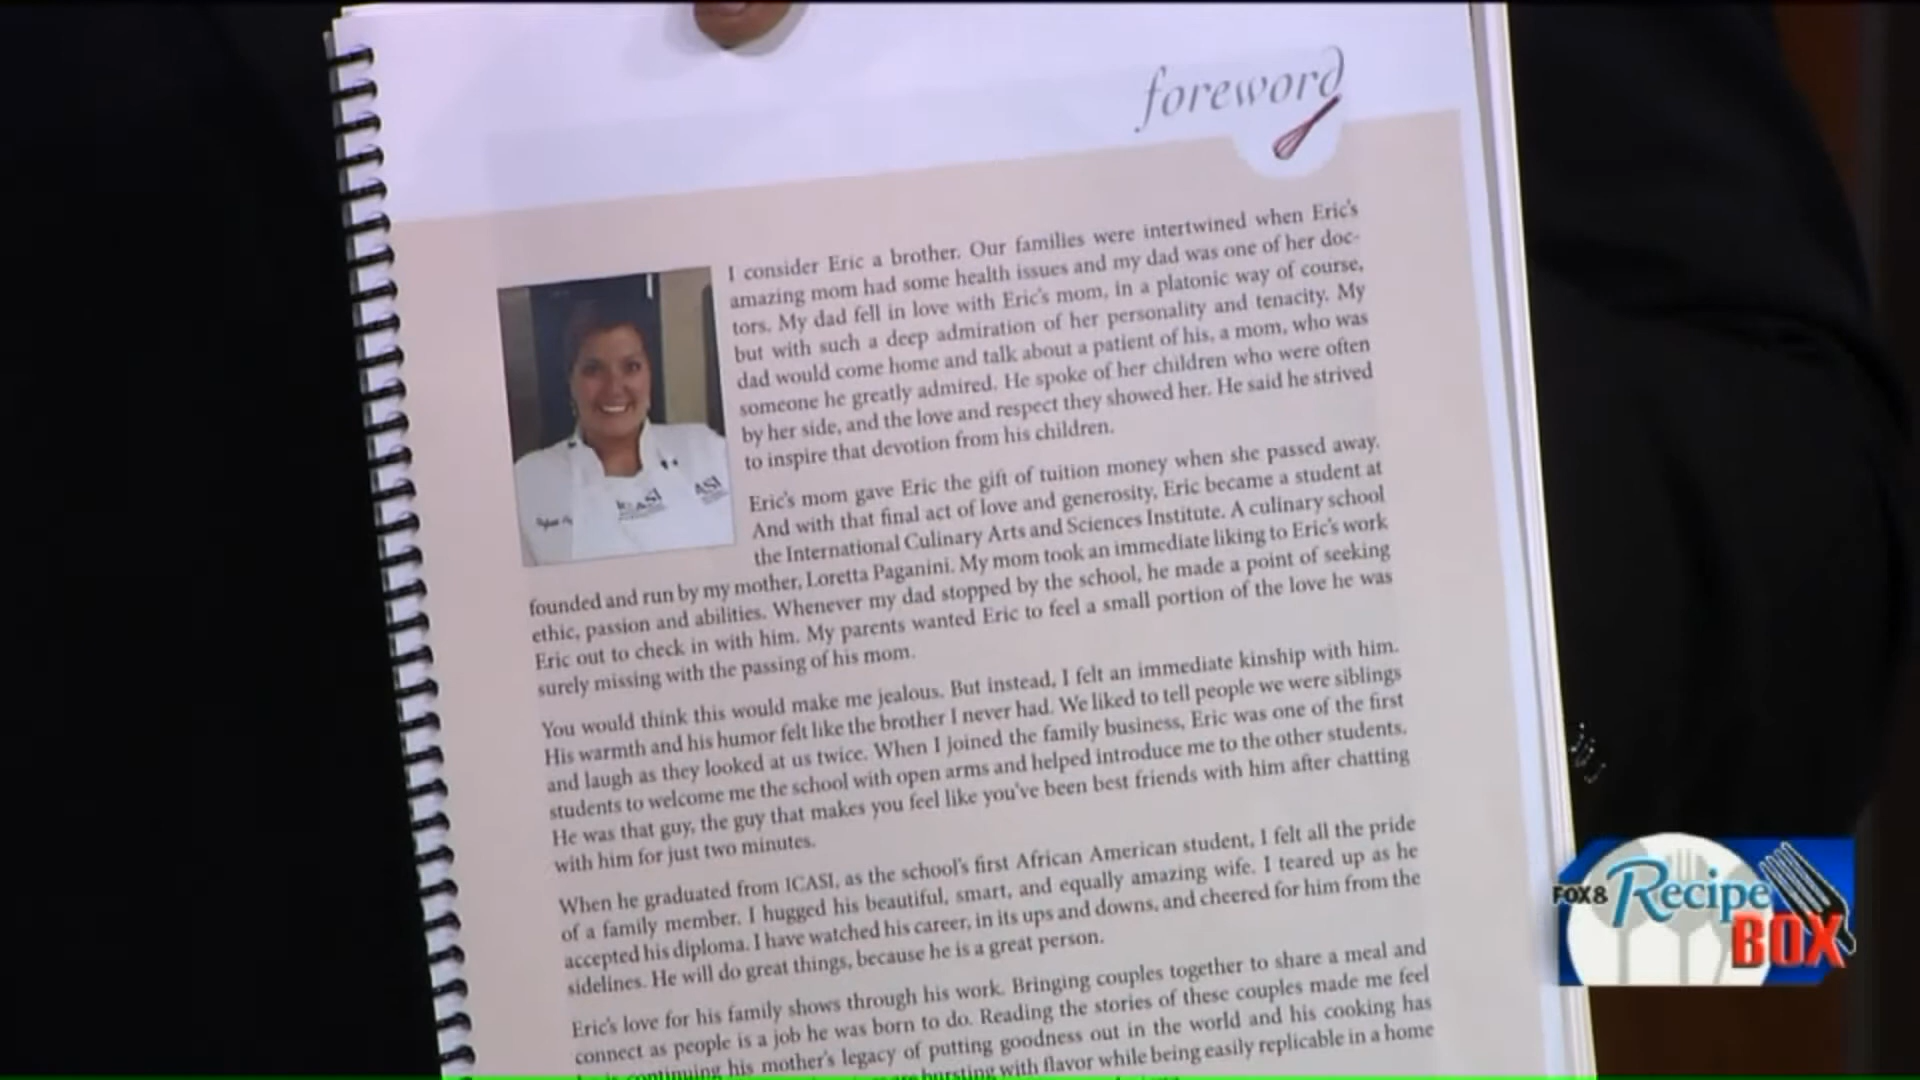 foreword
I consider Eric a brother. Our families were intertwined when Eric's
amazing mom had some health issues and my dad was one of her doc-
tors. My dad fell in love with Eric's mom, in a platonic way of course,
but with such a deep admiration of her personality and tenacity. My
dad would come home and talk about a patient of his, a mom, who was
someone he greatly admired. He spoke of her children who were often
by her side, and the love and respect they showed her. He said he strived
to inspire that devotion from his children.
Eric's mom gave Eric the gift of tuition money when she passed away.
And with that final act of love and generosity, Eric became a student at
the International Culinary Arts and Sciences Institute. A culinary school
founded and run by my mother, Loretta Paganini. My mom took an immediate liking to Eric's work
ethic, passion and abilities. Whenever my dad stopped by the school, he made a point of seeking
Eric out to check in with him. My parents wanted Eric to feel a small portion of the love he was
surely missing with the passing of his mom.
You would think this would make me jealous. But instead, I felt an immediate kinship with him.
His warmth and his humor felt like the brother I never had. We liked to tell people we were siblings
and laugh as they looked at us twice. When I joined the family business, Eric was one of the first
students to welcome me the school with open arms and helped introduce me to the other students.
He was that guy, the guy that makes you feel like you've been best friends with him after chatting
with him for just two minutes.
When he graduated from ICASI, as the school's first African American student, I felt all the pride
of a family member. I hugged his beautiful, smart, and equally amazing wife. I teared up as he
accepted his diploma. I have watched his career, in its ups and downs, and cheered for him from the
sidelines. He will do great things, because he is a great person.
Eric's love for his family shows through his work. Bringing couples together to share a meal and
connect as people is a job he was born to do. Reading the stories of these couples made me feel
continuing his mother's legacy of putting goodness out in the world and his cooking has
bursting with flavor while being easily replicable in a home
ICASI
ASI
FOX8 Recipe
BOX